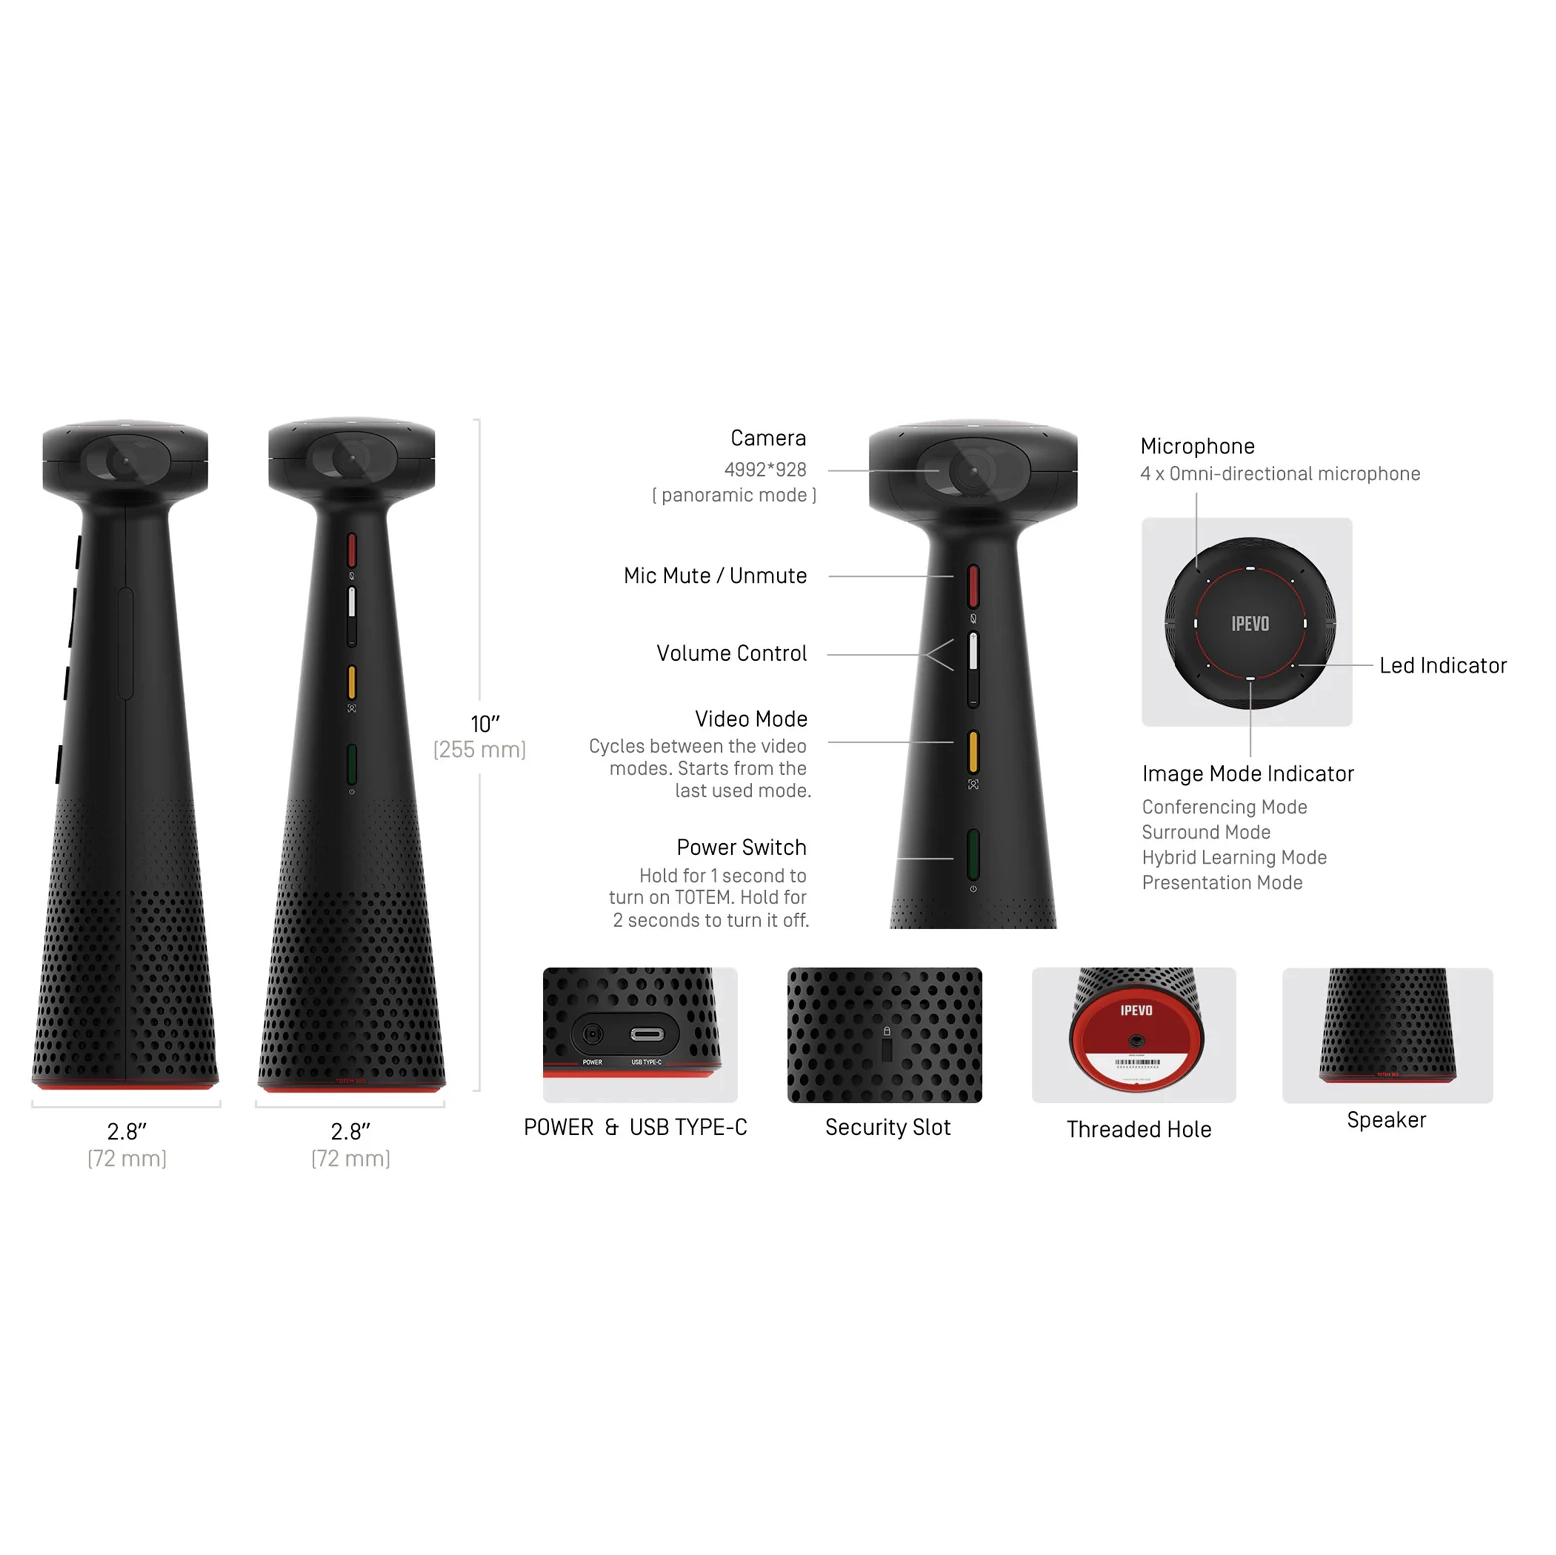 10”
(255 mm)
2.8”
(72 mm)
2.8”
(72 mm)
Camera
4992*928
( panoramic mode )
Mic Mute / Unmute
Volume Control
Video Mode
Cycles between the video
modes. Starts from the
last used mode.
Power Switch
Hold for 1 second to
turn on TOTEM. Hold for
2 seconds to turn it off.
Microphone
4 x Omni-directional microphone
IPEVO
Led Indicator
Image Mode Indicator
Conferencing Mode
Surround Mode
Hybrid Learning Mode
Presentation Mode
POWER
USB TYPE-C
POWER & USB TYPE-C
Security Slot
IPEVO
Threaded Hole
Speaker